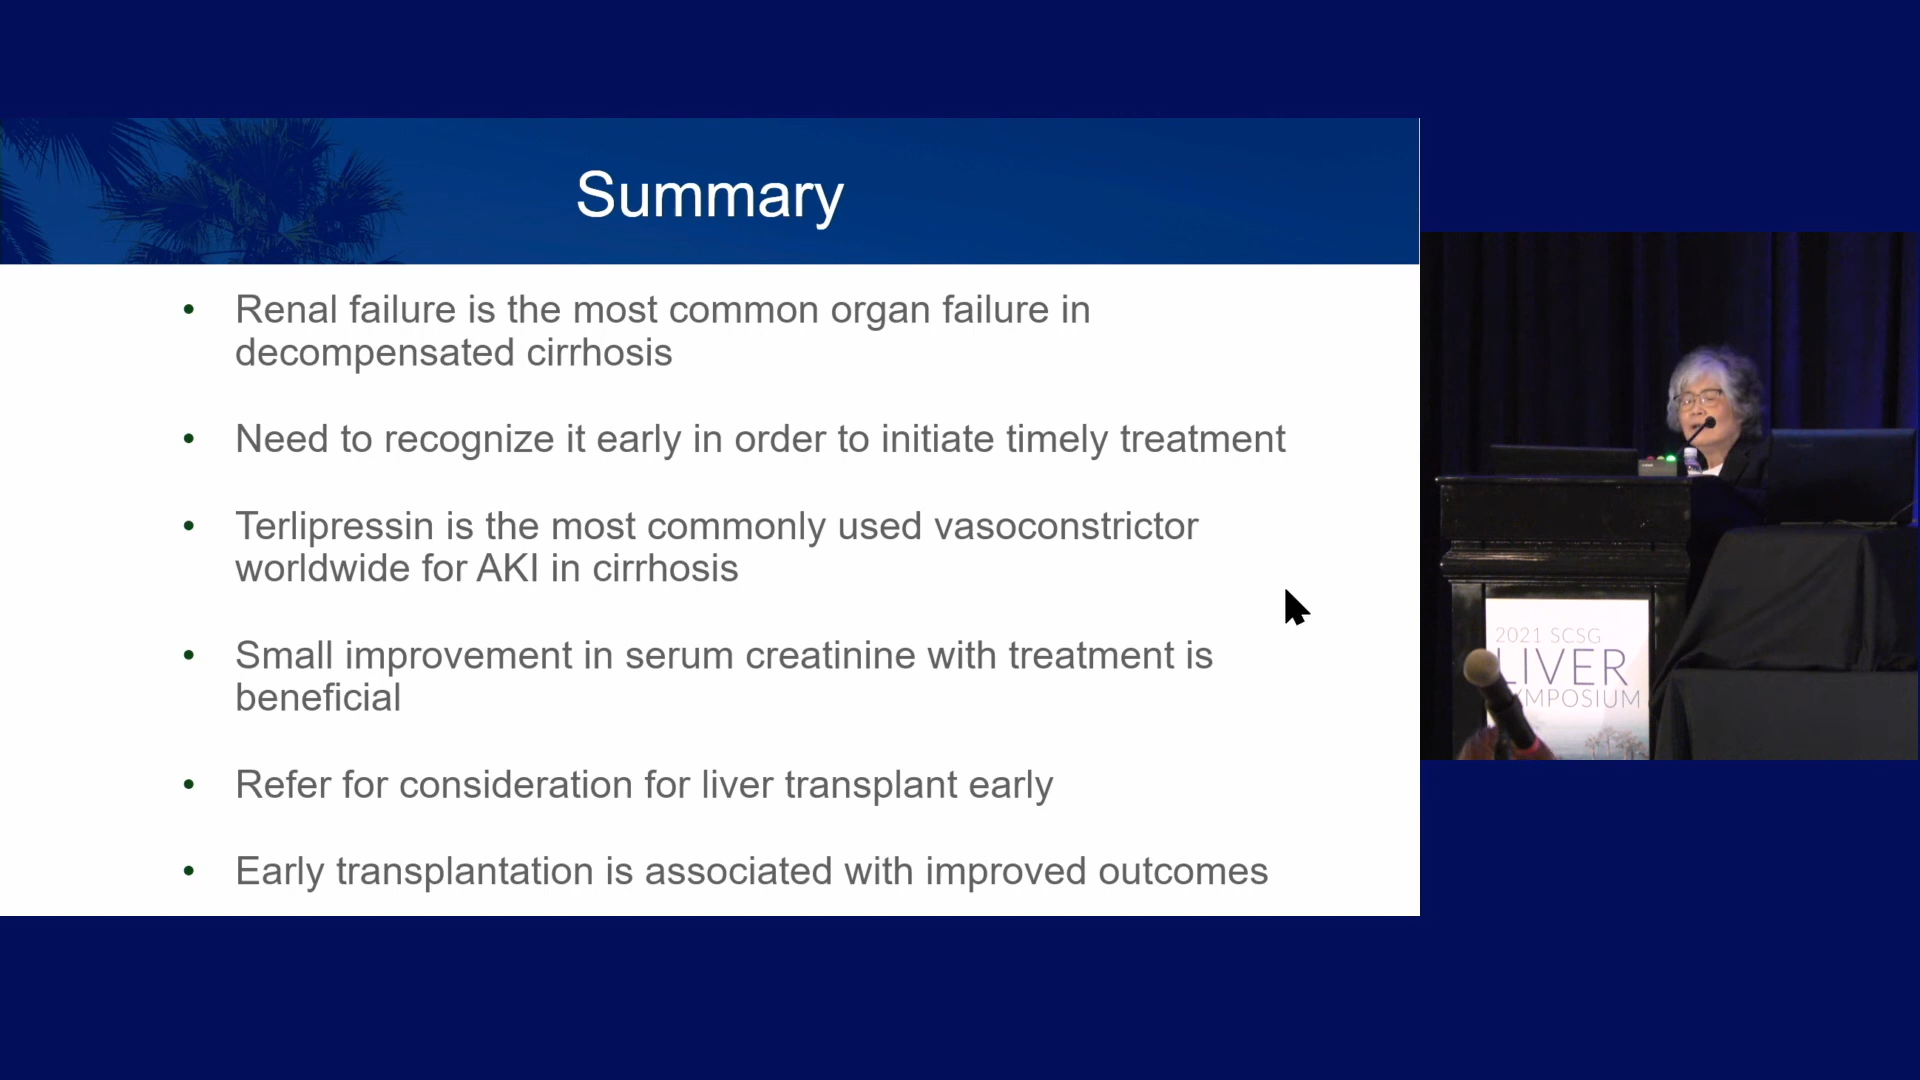 Summary
• Renal failure is the most common organ failure in
decompensated cirrhosis
• Need to recognize it early in order to initiate timely treatment
• Terlipressin is the most commonly used vasoconstrictor
worldwide for AKI in cirrhosis
• Small improvement in serum creatinine with treatment is
beneficial
• Refer for consideration for liver transplant early
• Early transplantation is associated with improved outcomes
2021 SCSG
LIVER
YMPOSIUM